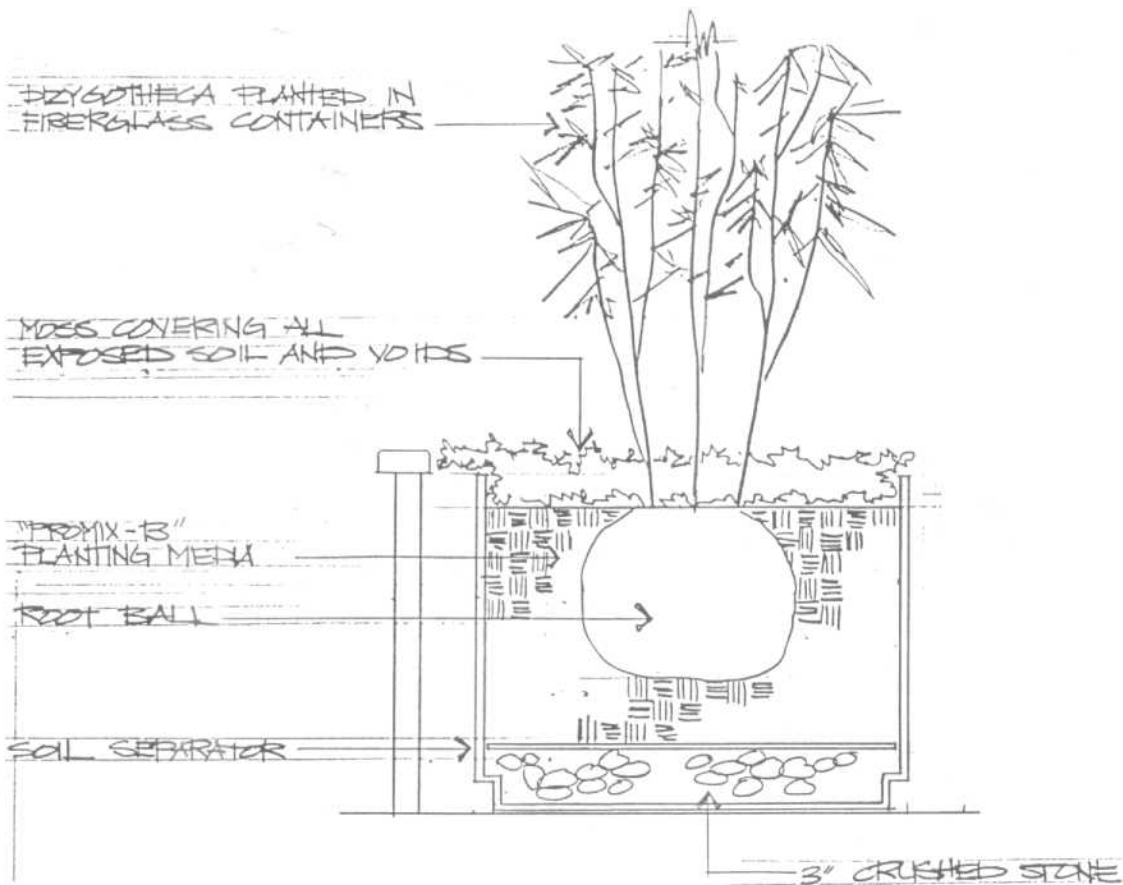 DIZYGOTHECA PLANTED IN
FIBERGLASS CONTAINERS
MOSS COVERING ALL
EXPOSED SOIL AND VOIDS
"PROMIX-B"
PLANTING MEDIA
ROOT BALL
SOIL SEPARATOR
3" CRUSHED STONE